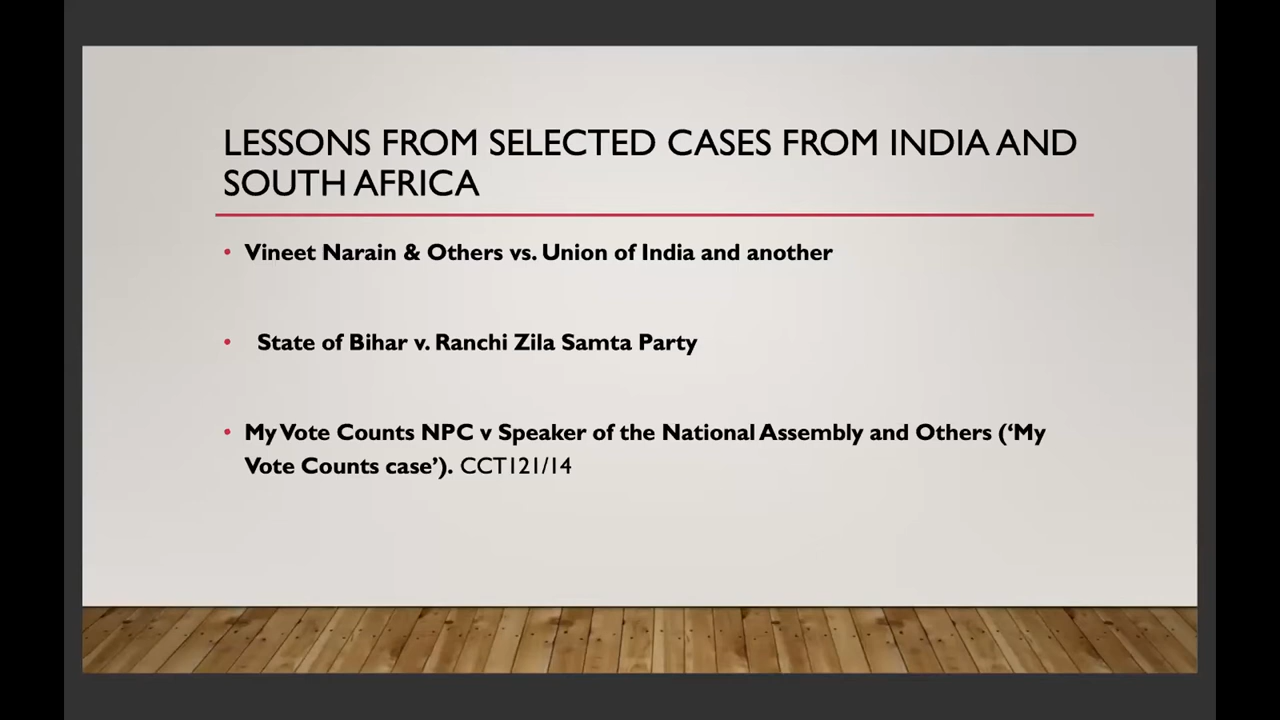 LESSONS FROM SELECTED CASES FROM INDIA AND
SOUTH AFRICA
• Vineet Narain & Others vs. Union of India and another
• State of Bihar v. Ranchi Zila Samta Party
• My Vote Counts NPC v Speaker of the National Assembly and Others (‘My
Vote Counts case’). CCT121/14